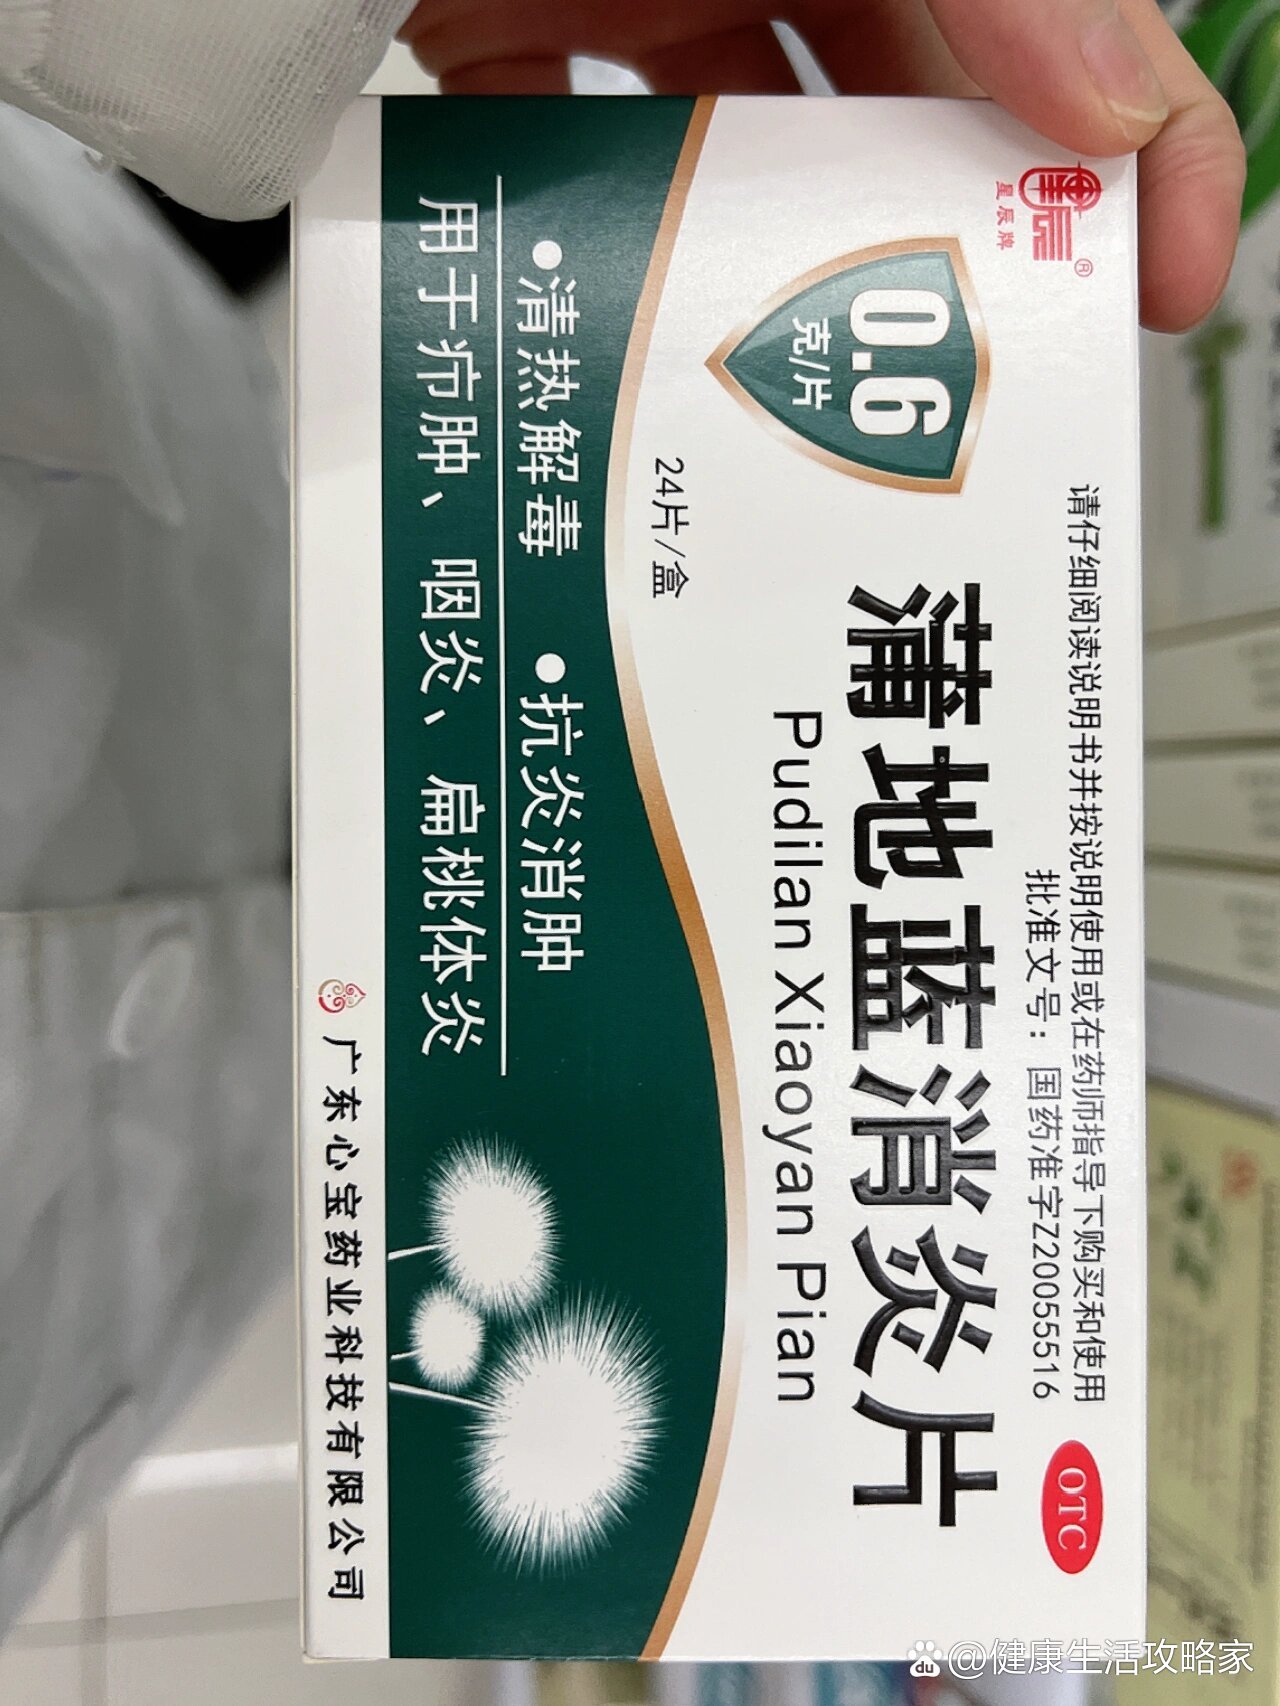 星辰牌
®
请仔细阅读说明书并按说明使用或在药师指导下购买和使用
批准文号：国药准字Z20055516
OTC
0.6
克/片
蒲地蓝消炎片
Pudilan Xiaoyan Pian
24片/盒
●清热解毒 ●抗炎消肿
用于疖肿、咽炎、扁桃体炎
广东心宝药业科技有限公司
du @健康生活攻略家